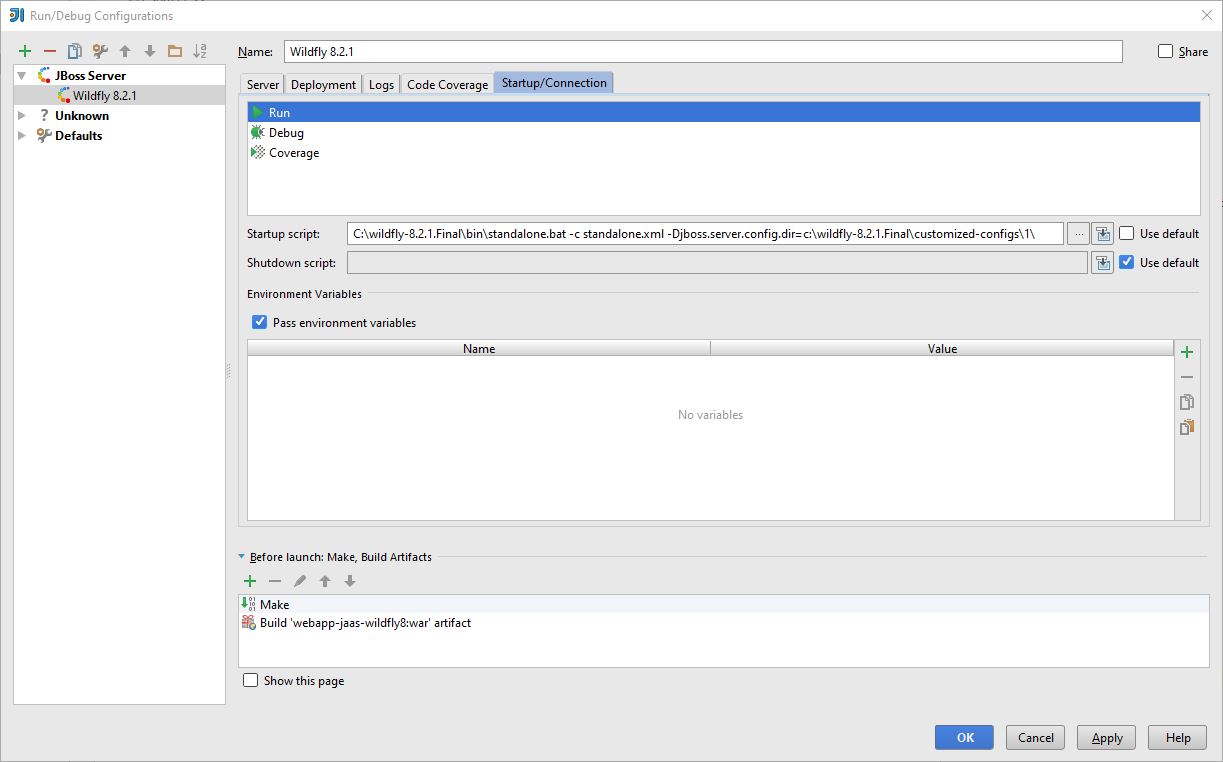 Run/Debug Configurations
Name: Wildfly 8.2.1 Share
JBoss Server
Wildfly 8.2.1
Unknown
Defaults
Server Deployment Logs Code Coverage Startup/Connection
Run
Debug
Coverage
Startup script: C:\wildfly-8.2.1.Final\bin\standalone.bat -c standalone.xml -Djboss.server.config.dir=c:\wildfly-8.2.1.Final\customized-configs\1\ ... Use default
Shutdown script: Use default
Environment Variables
Pass environment variables
Name Value
No variables
Before launch: Make, Build Artifacts
Make
Build 'webapp-jaas-wildfly8:war' artifact
Show this page
OK Cancel Apply Help